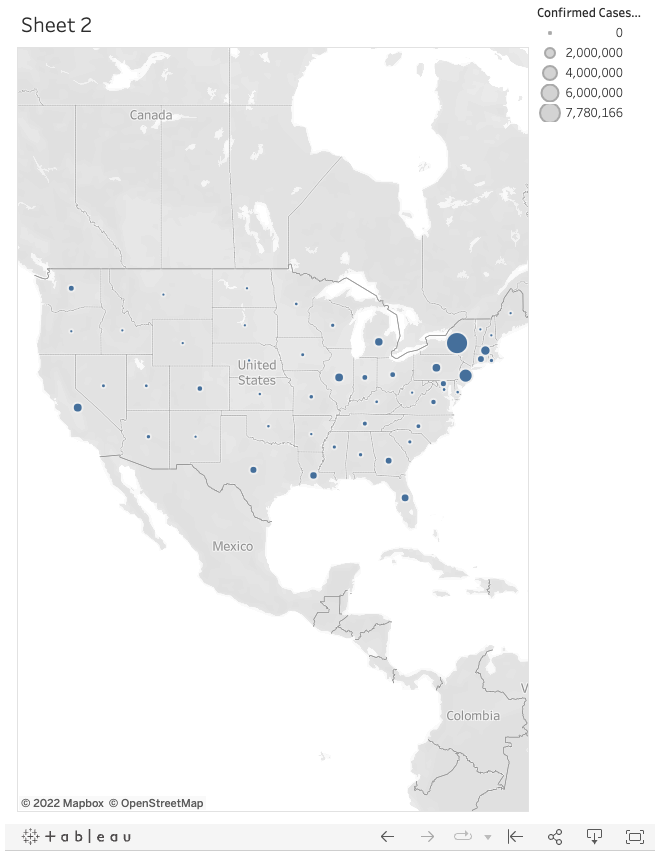 Sheet 2
Confirmed Cases...
0
2,000,000
4,000,000
6,000,000
7,780,166
Canada
United
States
Mexico
V
Colombia
© 2022 Mapbox © OpenStreetMap
+ableau